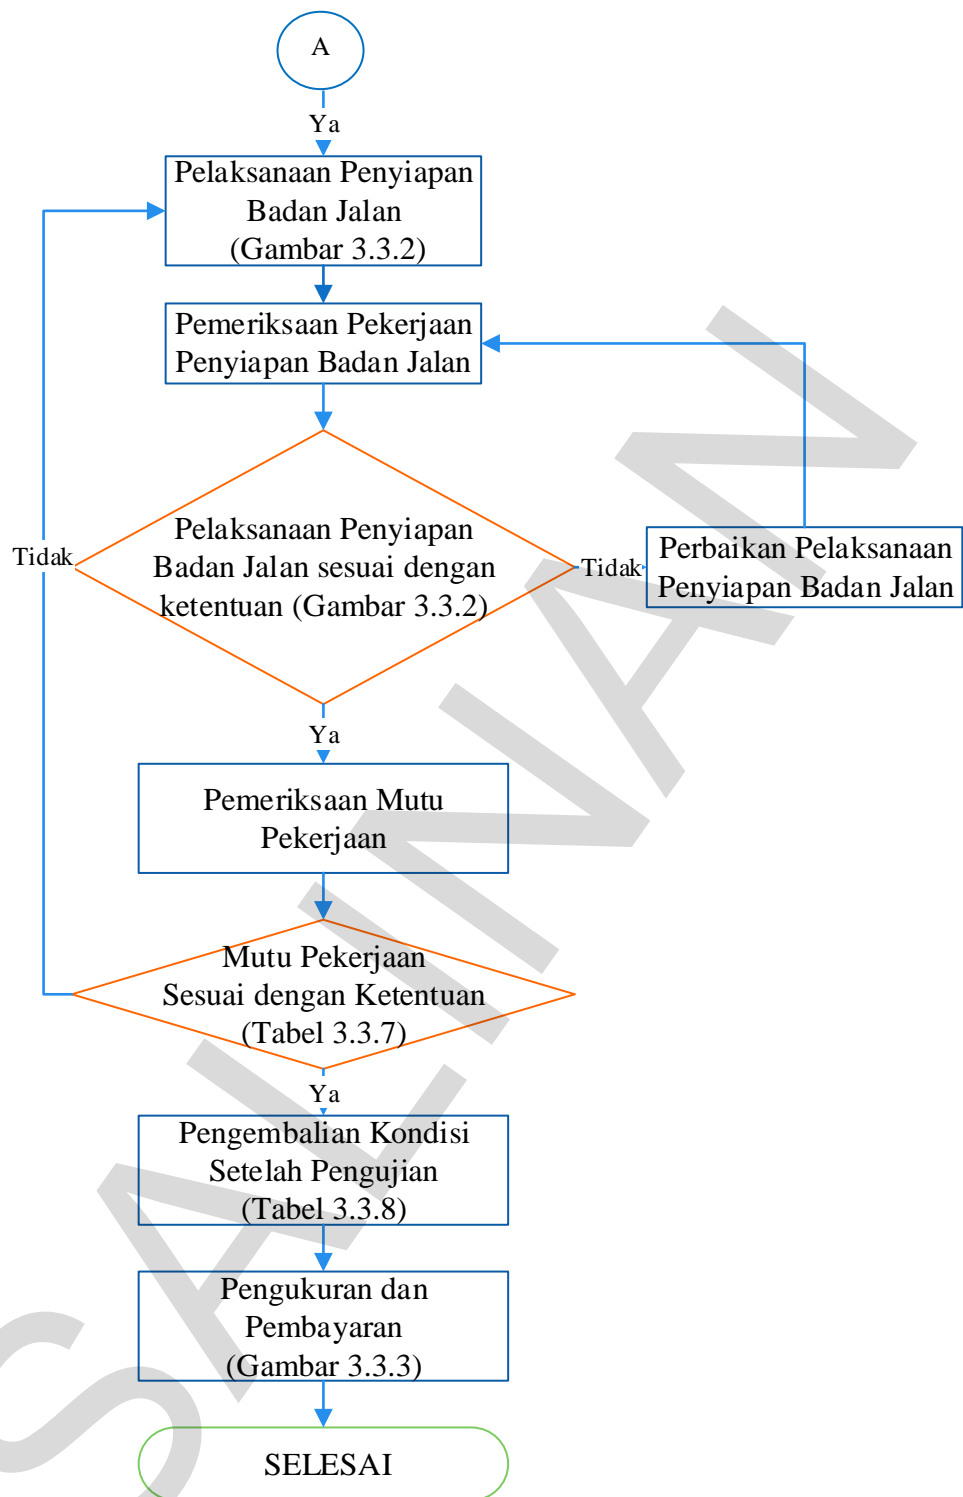 A
Ya
Pelaksanaan Penyiapan
Badan Jalan
(Gambar 3.3.2)
Pemeriksaan Pekerjaan
Penyiapan Badan Jalan
Pelaksanaan Penyiapan
Badan Jalan sesuai dengan
ketentuan (Gambar 3.3.2)
Tidak
Tidak
Perbaikan Pelaksanaan
Penyiapan Badan Jalan
Ya
Pemeriksaan Mutu
Pekerjaan
Mutu Pekerjaan
Sesuai dengan Ketentuan
(Tabel 3.3.7)
Ya
Pengembalian Kondisi
Setelah Pengujian
(Tabel 3.3.8)
Pengukuran dan
Pembayaran
(Gambar 3.3.3)
SELESAI
SALINAN